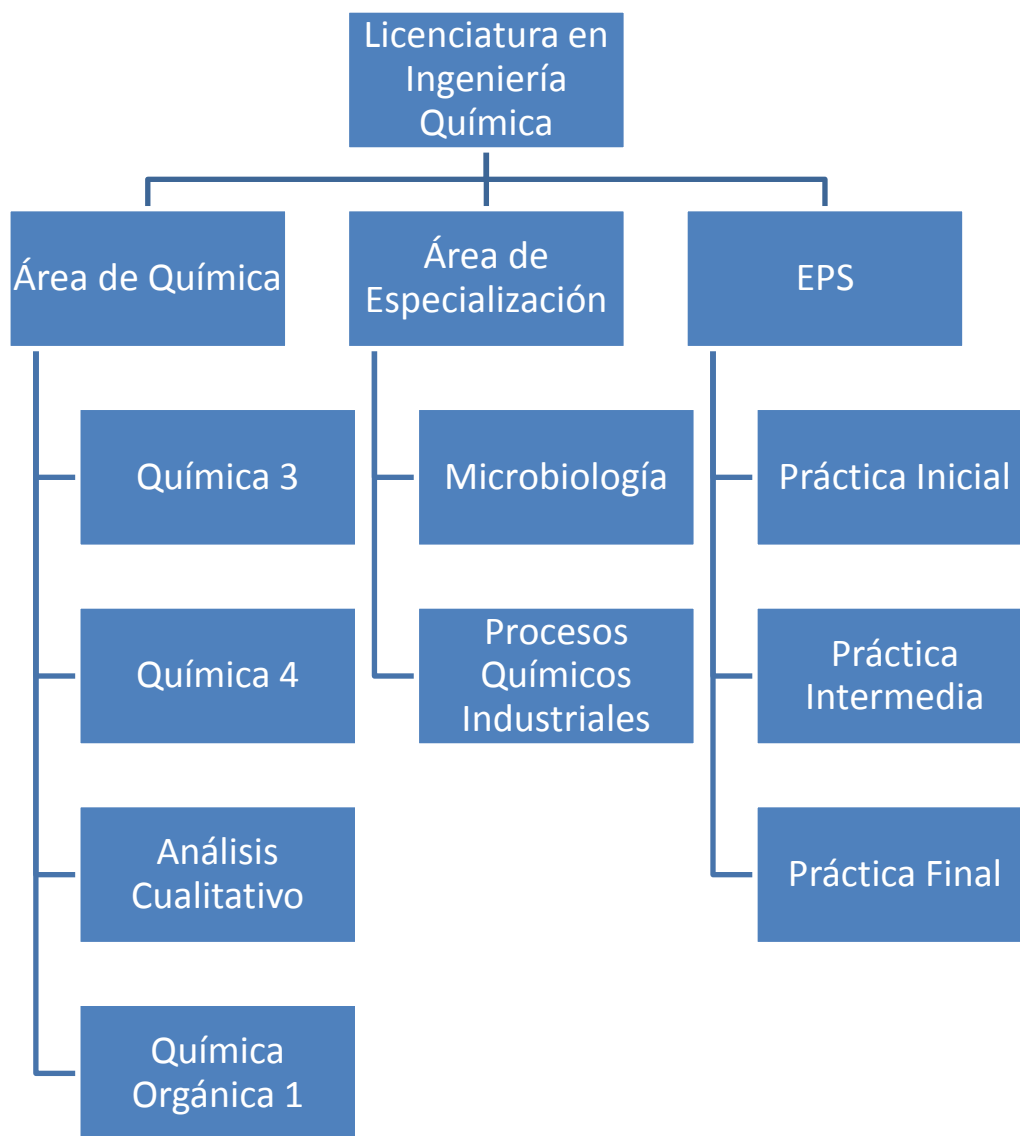 Licenciatura en
Ingeniería
Química
Área de Química
Área de
Especialización
EPS
Química 3
Microbiología
Práctica Inicial
Química 4
Procesos
Químicos
Industriales
Práctica
Intermedia
Análisis
Cualitativo
Práctica Final
Química
Orgánica 1